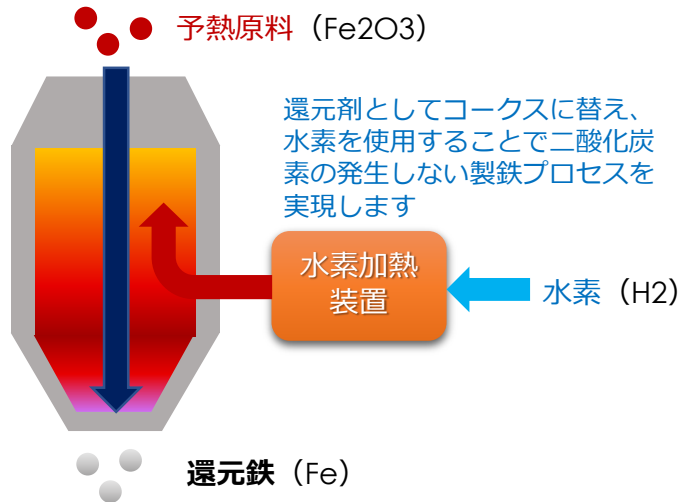 予熱原料（Fe2O3）
還元剤としてコークスに替え、
水素を使用することで二酸化炭
素の発生しない製鉄プロセスを
実現します
水素加熱
装置
水素（H2）
還元鉄（Fe）